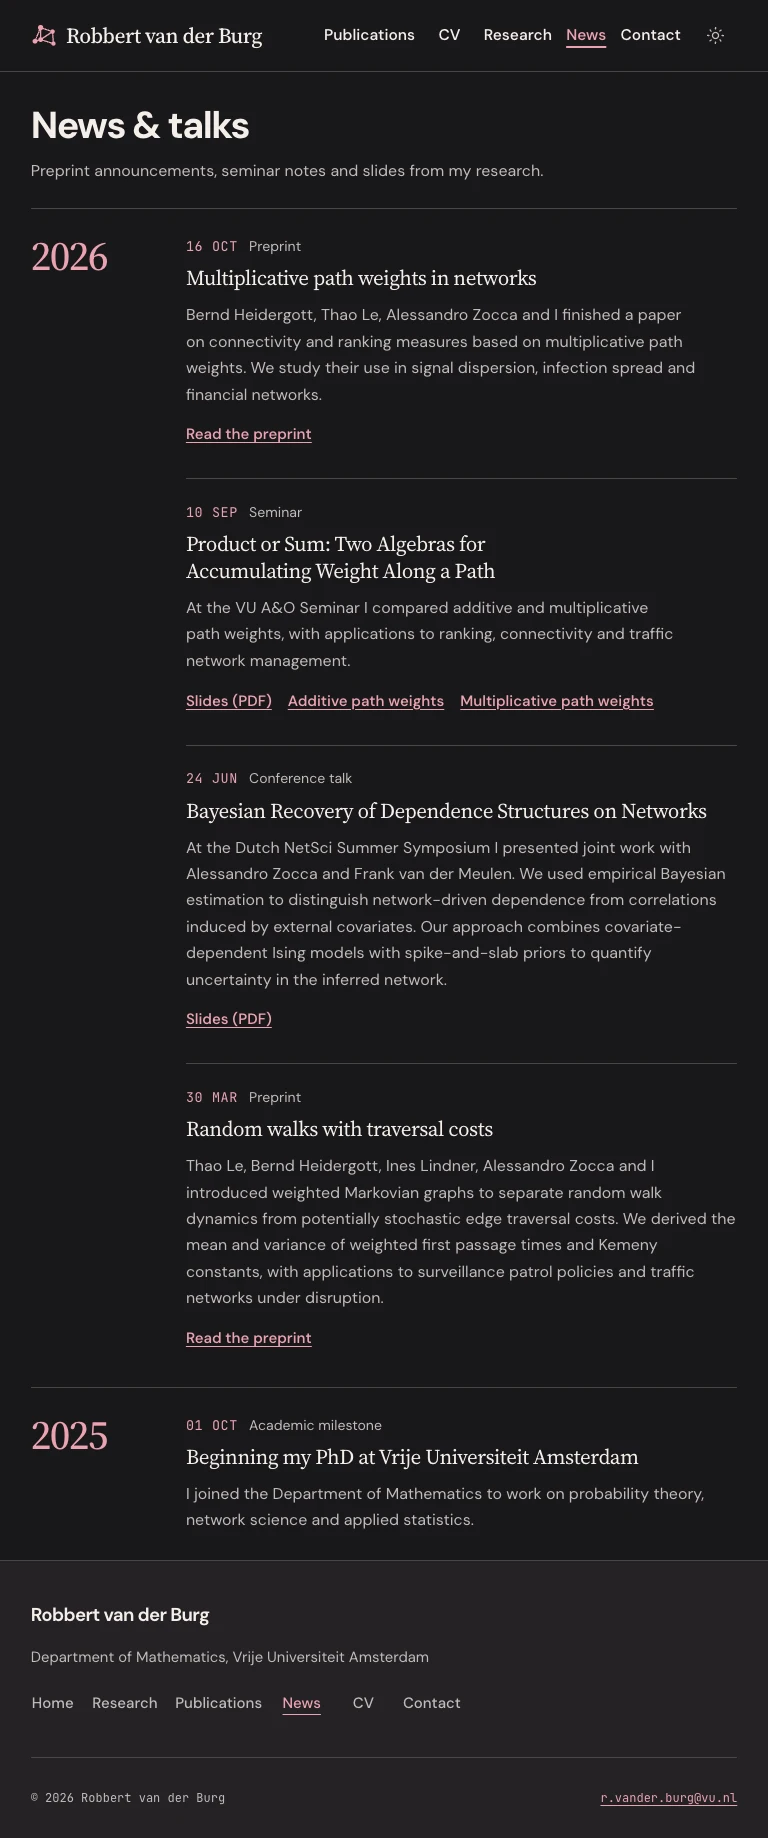 Robbert van der Burg
Publications CV Research News Contact
News & talks
Preprint announcements, seminar notes and slides from my research.
2026
16 OCT Preprint
Multiplicative path weights in networks
Bernd Heidergott, Thao Le, Alessandro Zocca and I finished a paper
on connectivity and ranking measures based on multiplicative path
weights. We study their use in signal dispersion, infection spread and
financial networks.
Read the preprint
10 SEP Seminar
Product or Sum: Two Algebras for
Accumulating Weight Along a Path
At the VU A&O Seminar I compared additive and multiplicative
path weights, with applications to ranking, connectivity and traffic
network management.
Slides (PDF) Additive path weights Multiplicative path weights
24 JUN Conference talk
Bayesian Recovery of Dependence Structures on Networks
At the Dutch NetSci Summer Symposium I presented joint work with
Alessandro Zocca and Frank van der Meulen. We used empirical Bayesian
estimation to distinguish network-driven dependence from correlations
induced by external covariates. Our approach combines covariate-
dependent Ising models with spike-and-slab priors to quantify
uncertainty in the inferred network.
Slides (PDF)
30 MAR Preprint
Random walks with traversal costs
Thao Le, Bernd Heidergott, Ines Lindner, Alessandro Zocca and I
introduced weighted Markovian graphs to separate random walk
dynamics from potentially stochastic edge traversal costs. We derived the
mean and variance of weighted first passage times and Kemeny
constants, with applications to surveillance patrol policies and traffic
networks under disruption.
Read the preprint
2025
01 OCT Academic milestone
Beginning my PhD at Vrije Universiteit Amsterdam
I joined the Department of Mathematics to work on probability theory,
network science and applied statistics.
Robbert van der Burg
Department of Mathematics, Vrije Universiteit Amsterdam
Home Research Publications News CV Contact
© 2026 Robbert van der Burg
r.vander.burg@vu.nl